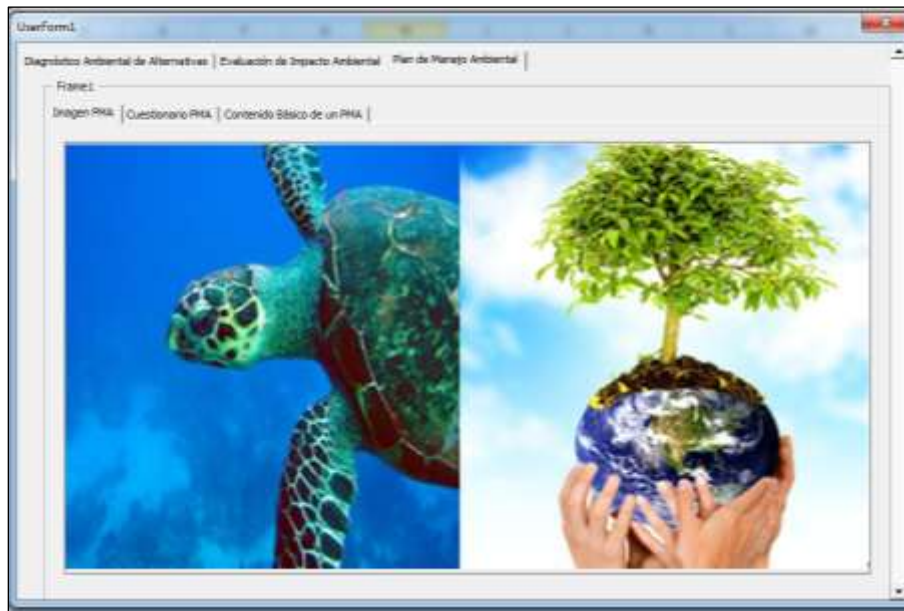 UserForm1
Diagnóstico Ambiental de Alternativas Evaluación de Impacto Ambiental Plan de Manejo Ambiental
Frame1
Imagen PMA Cuestionario PMA Contenido Básico de un PMA